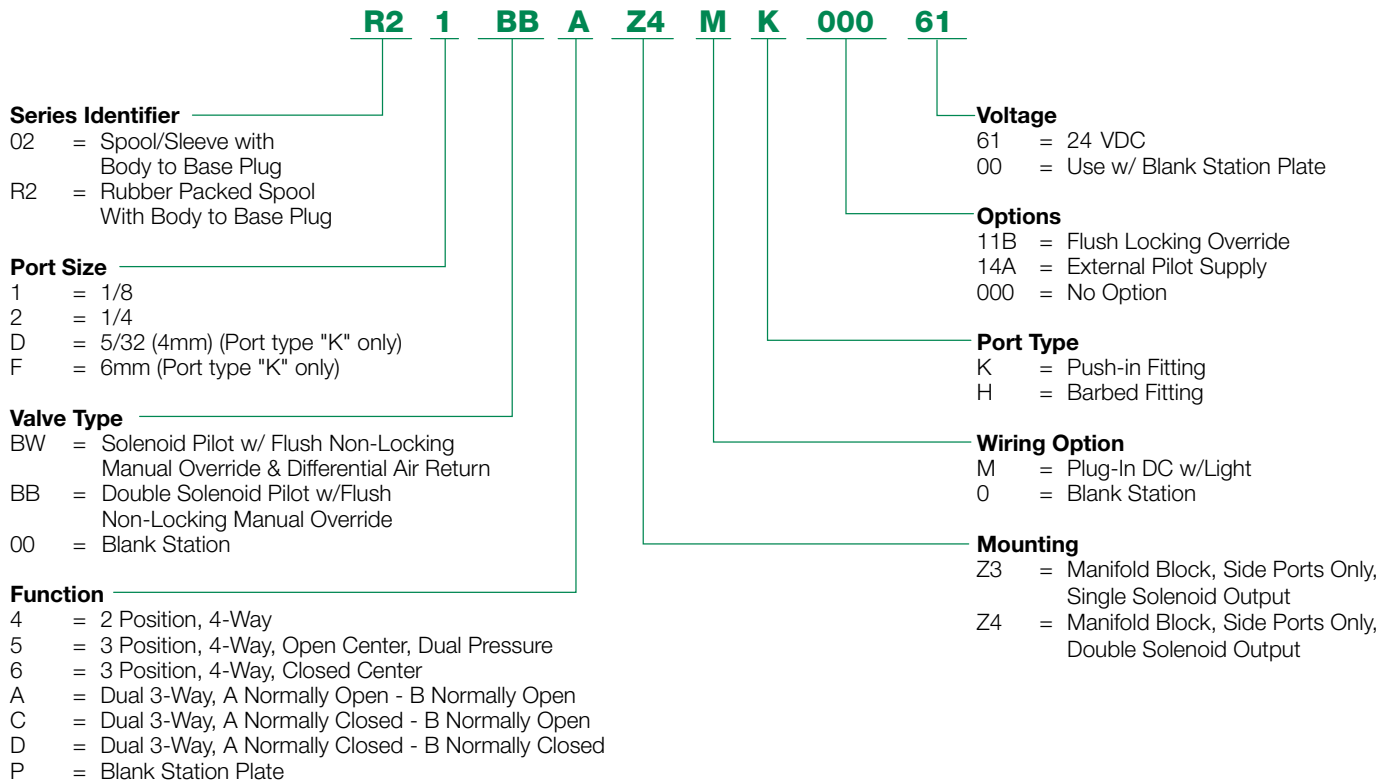 R2 1 BB A Z4 M K 000 61
Series Identifier
02 = Spool/Sleeve with
Body to Base Plug
R2 = Rubber Packed Spool
With Body to Base Plug
Port Size
1 = 1/8
2 = 1/4
D = 5/32 (4mm) (Port type "K" only)
F = 6mm (Port type "K" only)
Valve Type
BW = Solenoid Pilot w/ Flush Non-Locking
Manual Override & Differential Air Return
BB = Double Solenoid Pilot w/Flush
Non-Locking Manual Override
00 = Blank Station
Function
4 = 2 Position, 4-Way
5 = 3 Position, 4-Way, Open Center, Dual Pressure
6 = 3 Position, 4-Way, Closed Center
A = Dual 3-Way, A Normally Open - B Normally Open
C = Dual 3-Way, A Normally Closed - B Normally Open
D = Dual 3-Way, A Normally Closed - B Normally Closed
P = Blank Station Plate
Voltage
61 = 24 VDC
00 = Use w/ Blank Station Plate
Options
11B = Flush Locking Override
14A = External Pilot Supply
000 = No Option
Port Type
K = Push-in Fitting
H = Barbed Fitting
Wiring Option
M = Plug-In DC w/Light
0 = Blank Station
Mounting
Z3 = Manifold Block, Side Ports Only,
Single Solenoid Output
Z4 = Manifold Block, Side Ports Only,
Double Solenoid Output